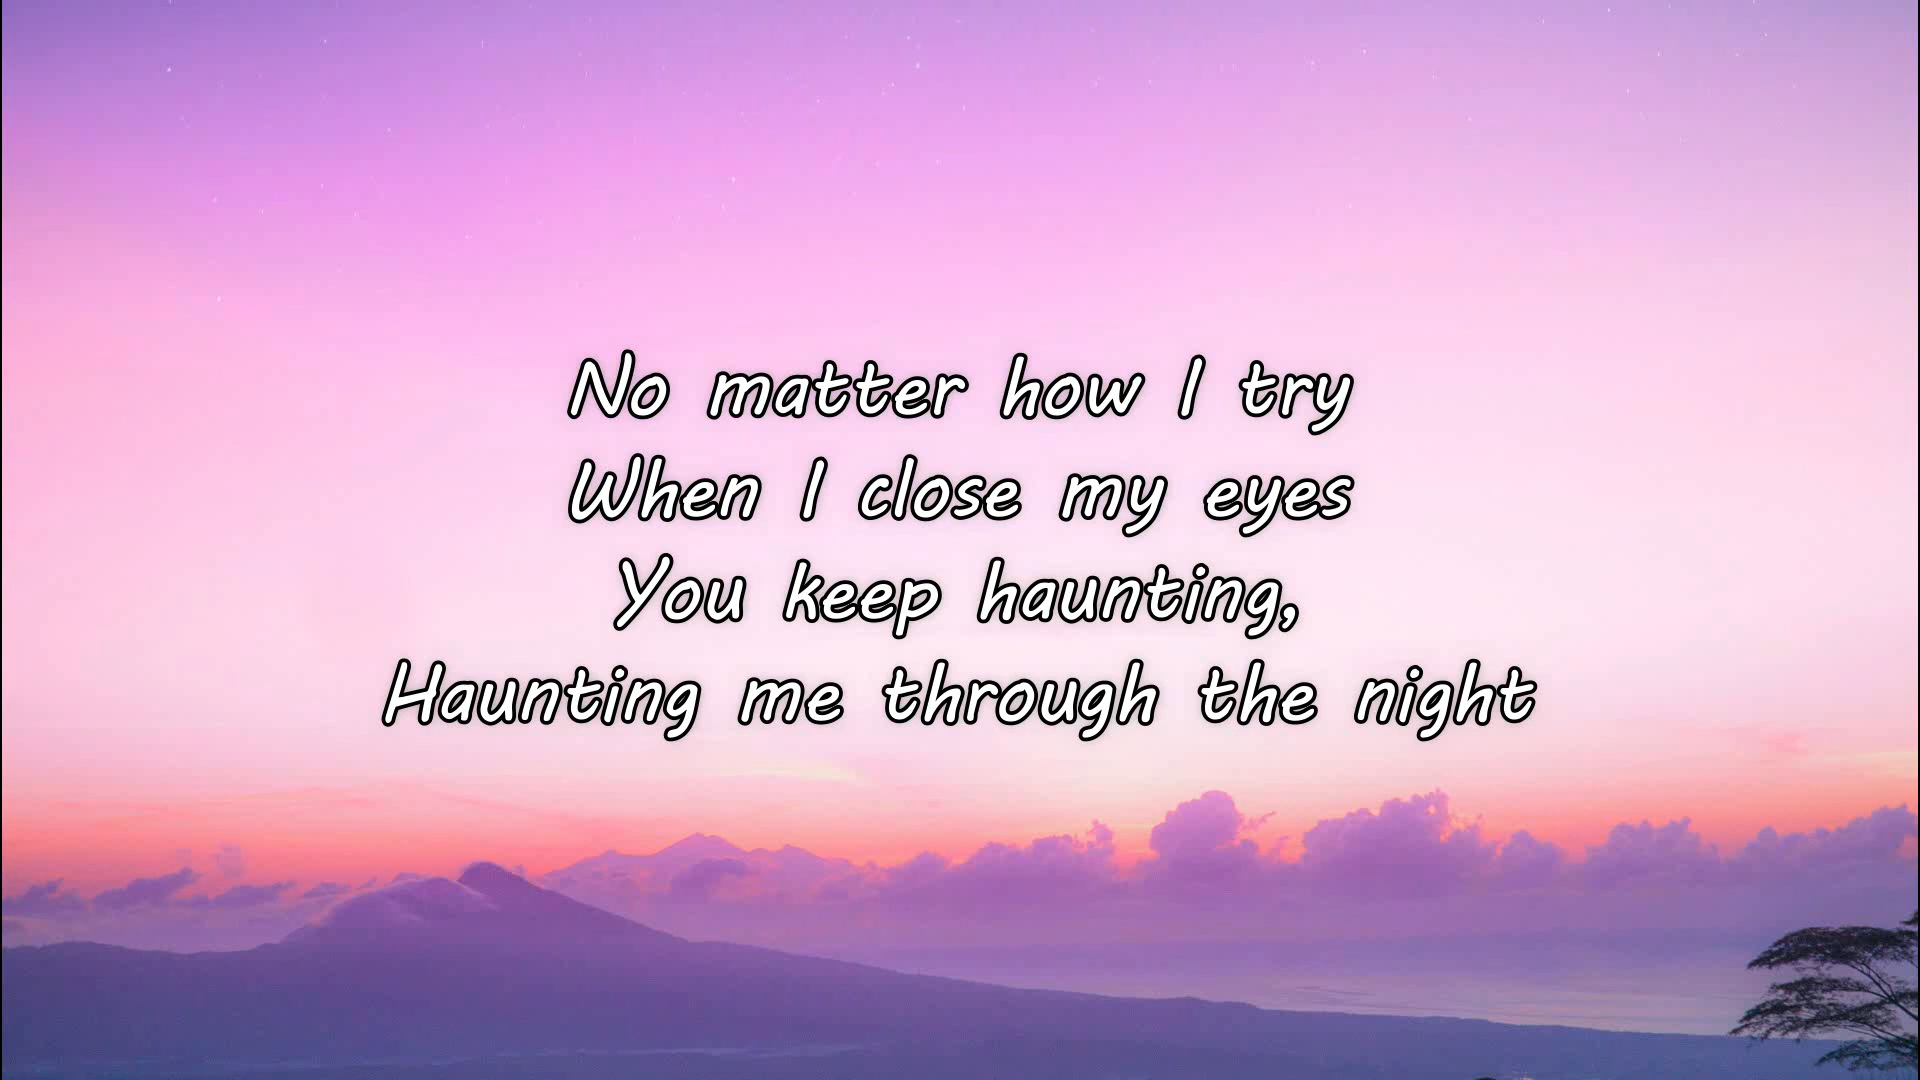 No matter how I try
When I close my eyes
You keep haunting,
Haunting me through the night